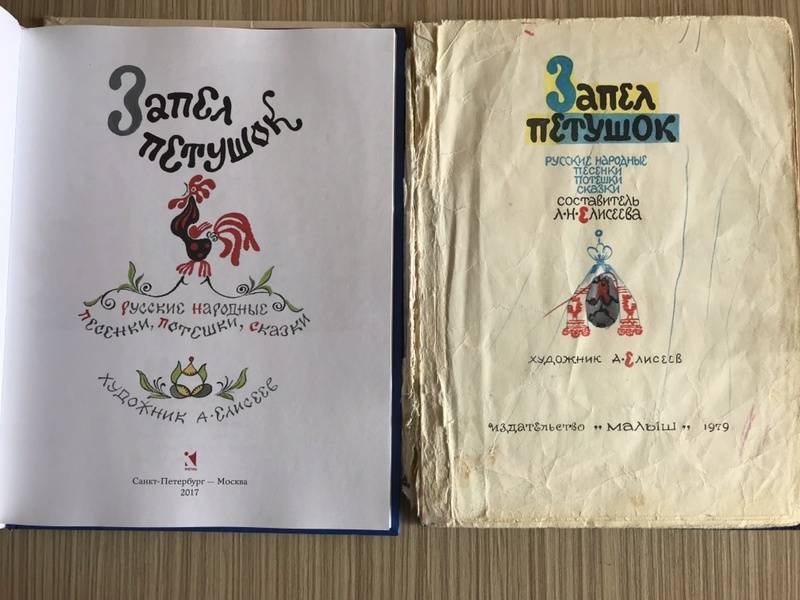 Запел
петушок
Русские народные
песенки, потешки, сказки
художник А. Елисеев
Санкт-Петербург — Москва
2017
Запел
петушок
русские народные
песенки
потешки
сказки
составитель
Л·Н·Елисеева
художник А·Елисеев
издательство „малыш" 1979